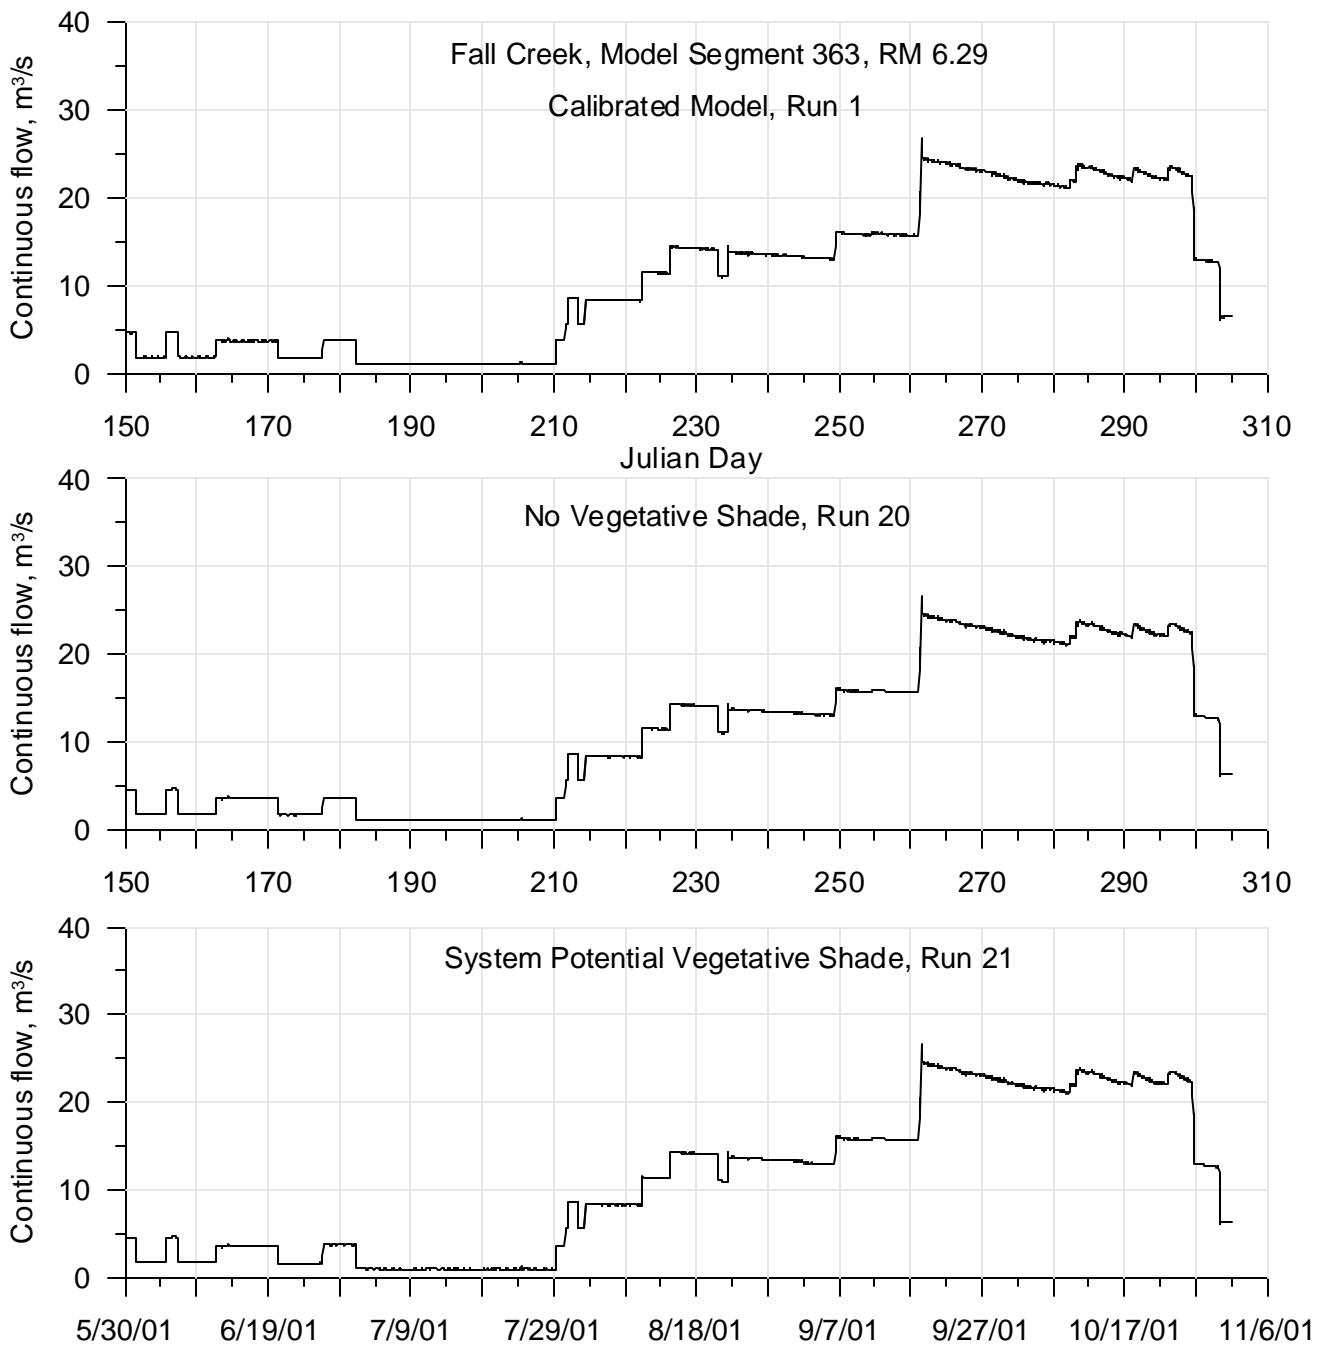 Fall Creek, Model Segment 363, RM 6.29
Calibrated Model, Run 1
Continuous flow, m³/s
40
30
20
10
0
150 170 190 210 230 250 270 290 310
Julian Day
No Vegetative Shade, Run 20
Continuous flow, m³/s
40
30
20
10
0
150 170 190 210 230 250 270 290 310
System Potential Vegetative Shade, Run 21
Continuous flow, m³/s
40
30
20
10
0
5/30/01 6/19/01 7/9/01 7/29/01 8/18/01 9/7/01 9/27/01 10/17/01 11/6/01